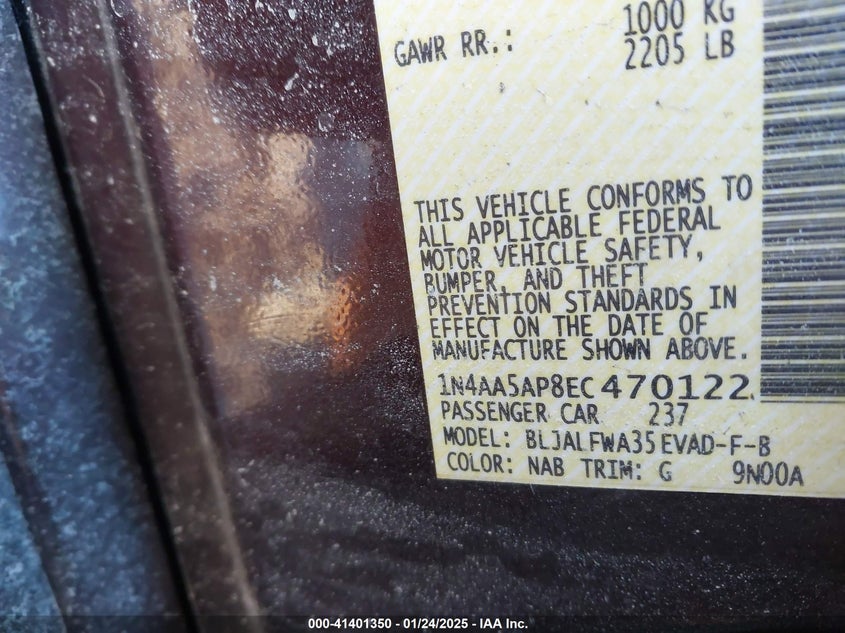 GAWR RR.: 1000 KG
2205 LB
THIS VEHICLE CONFORMS TO
ALL APPLICABLE FEDERAL
MOTOR VEHICLE SAFETY,
BUMPER, AND THEFT
PREVENTION STANDARDS IN
EFFECT ON THE DATE OF
MANUFACTURE SHOWN ABOVE.
1N4AA5AP8EC470122
PASSENGER CAR 237
MODEL: BLJALFWA35EVAD-F-B
COLOR: NAB TRIM: G 9N00A
000-41401350 - 01/24/2025 - IAA Inc.